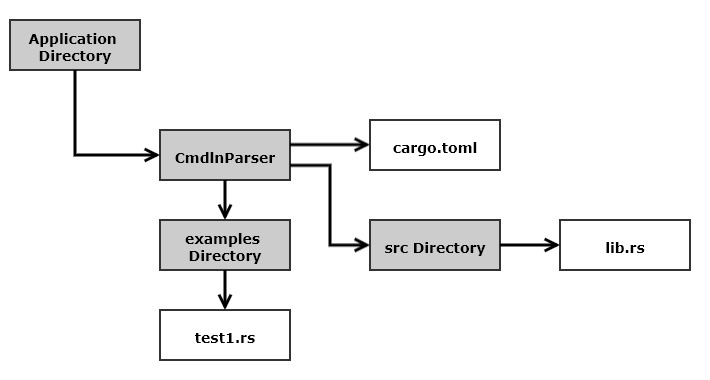 Application
Directory
CmdlnParser
cargo.toml
examples
Directory
src Directory
lib.rs
test1.rs